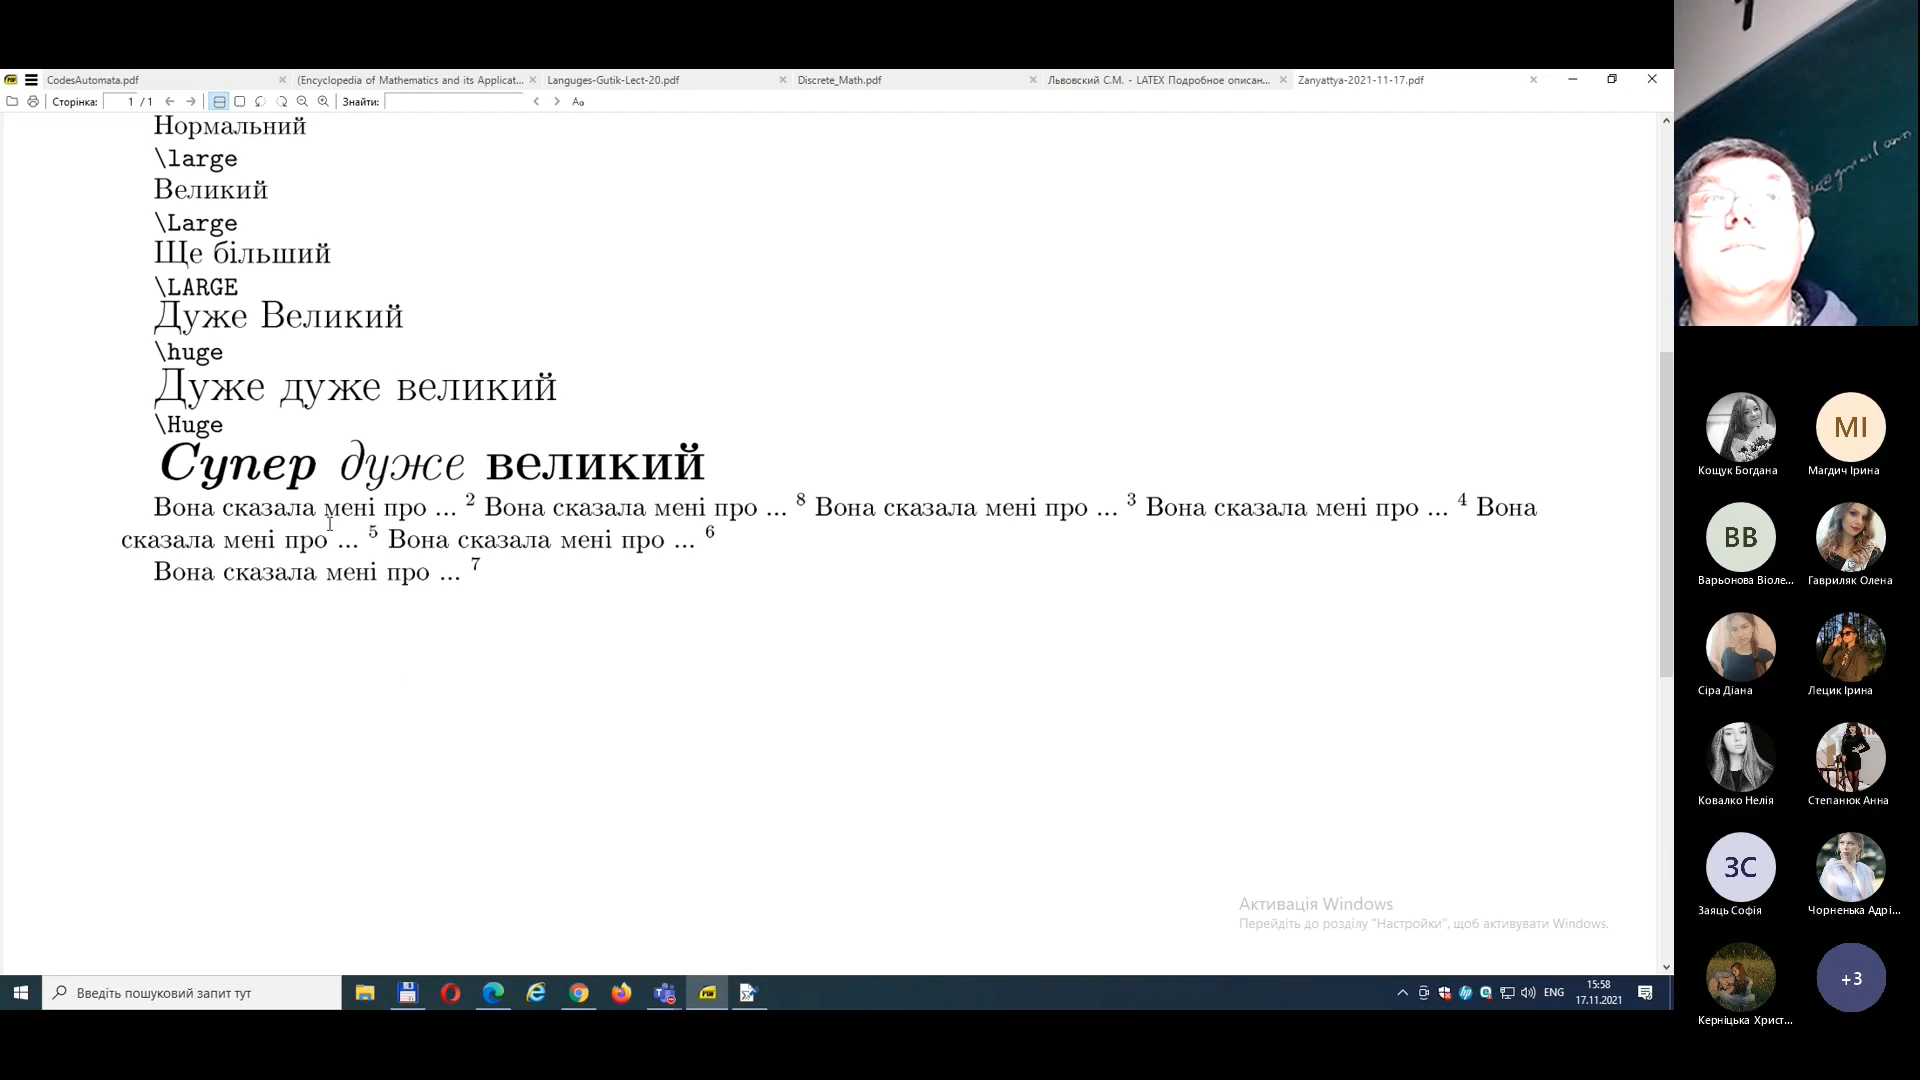 CodesAutomata.pdf
(Encyclopedia of Mathematics and its Applicat...
Languges-Gutik-Lect-20.pdf
Discrete_Math.pdf
Львовский С.М. - LATEX Подробное описан...
Zanyattya-2021-11-17.pdf
Сторінка: 1 / 1
Знайти:
Нормальний
\large
Великий
\Large
Ще більший
\LARGE
Дуже Великий
\huge
Дуже дуже великий
\Huge
Супер дуже великий
Вона сказала мені про ... 2 Вона сказала мені про ... 8 Вона сказала мені про ... 3 Вона сказала мені про ... 4 Вона
сказала мені про ... 5 Вона сказала мені про ... 6
Вона сказала мені про ... 7
Активація Windows
Перейдіть до розділу "Настройки", щоб активувати Windows.
Введіть пошуковий запит тут
ENG
15:58
17.11.2021
@gmail.com
Кощук Богдана
МІ
Магдич Ірина
ВВ
Варьонова Віоле...
Гавриляк Олена
Сіра Діана
Лецик Ірина
Ковалко Нелія
Степанюк Анна
ЗС
Заяць Софія
Чорненька Адрі...
Керніцька Христ...
+3